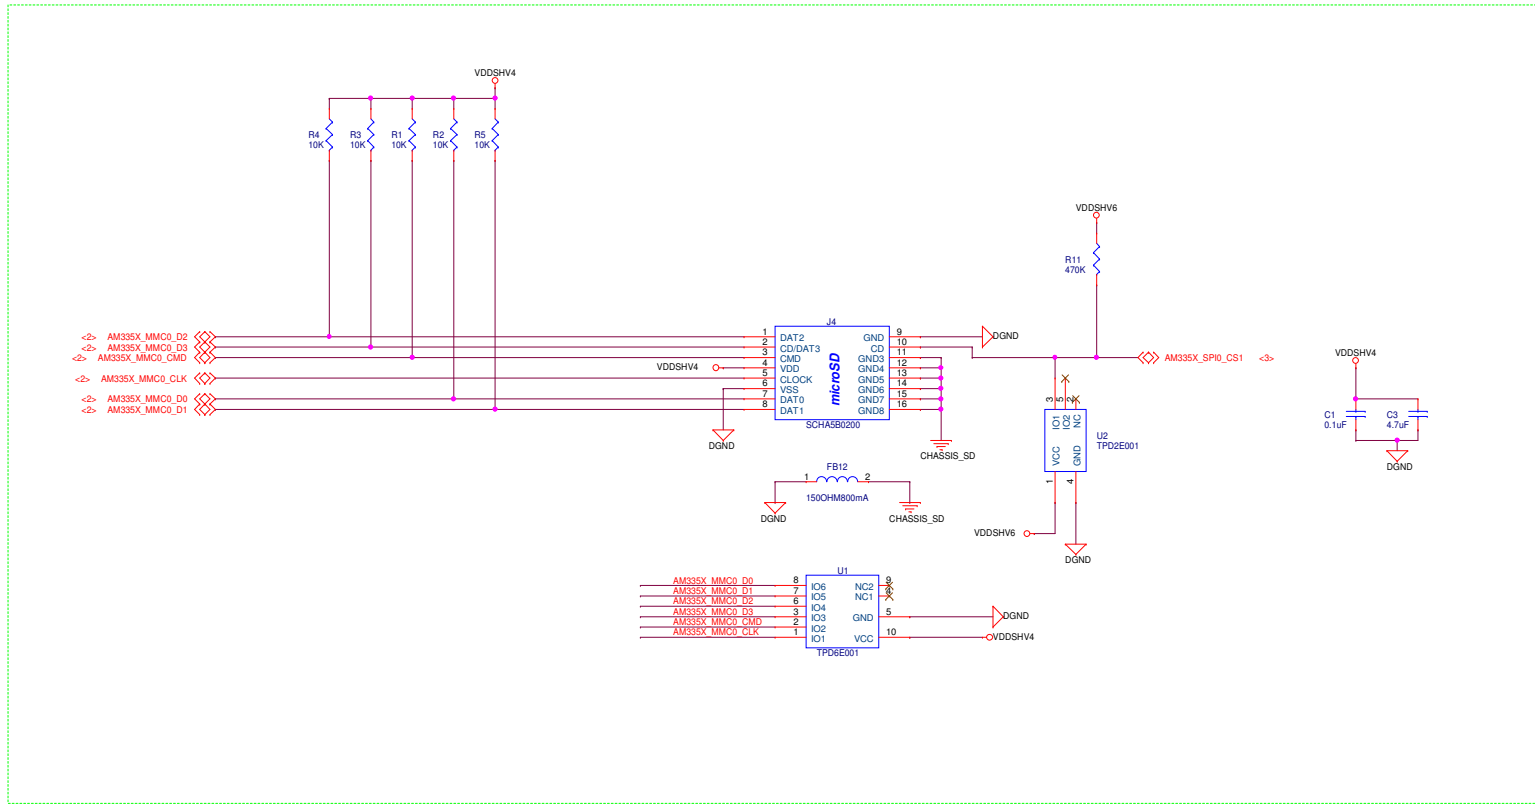 VDDSHV4
R4
10K
R3
10K
R1
10K
R2
10K
R5
10K
VDDSHV6
R11
470K
<2> AM335X_MMC0_D2
<2> AM335X_MMC0_D3
<2> AM335X_MMC0_CMD
<2> AM335X_MMC0_CLK
<2> AM335X_MMC0_D0
<2> AM335X_MMC0_D1
VDDSHV4
DGND
J4
1 DAT2
2 CD/DAT3
3 CMD
4 VDD
5 CLOCK
6 VSS
7 DAT0
8 DAT1
microSD
GND 9
CD 10
GND3 11
GND4 12
GND5 13
GND6 14
GND7 15
GND8 16
SCHA5B0200
DGND
CHASSIS_SD
AM335X_SPI0_CS1 <3>
3 IO1
5 IO2
2 NC
VCC 1
GND 4
U2
TPD2E001
VDDSHV6
DGND
VDDSHV4
C1
0.1uF
C3
4.7uF
DGND
FB12
1 2
150OHM800mA
DGND
CHASSIS_SD
U1
AM335X_MMC0_D0 8 IO6
AM335X_MMC0_D1 7 IO5
AM335X_MMC0_D2 6 IO4
AM335X_MMC0_D3 3 IO3
AM335X_MMC0_CMD 2 IO2
AM335X_MMC0_CLK 1 IO1
NC2 9
NC1
GND 5 DGND
VCC 10 VDDSHV4
TPD6E001